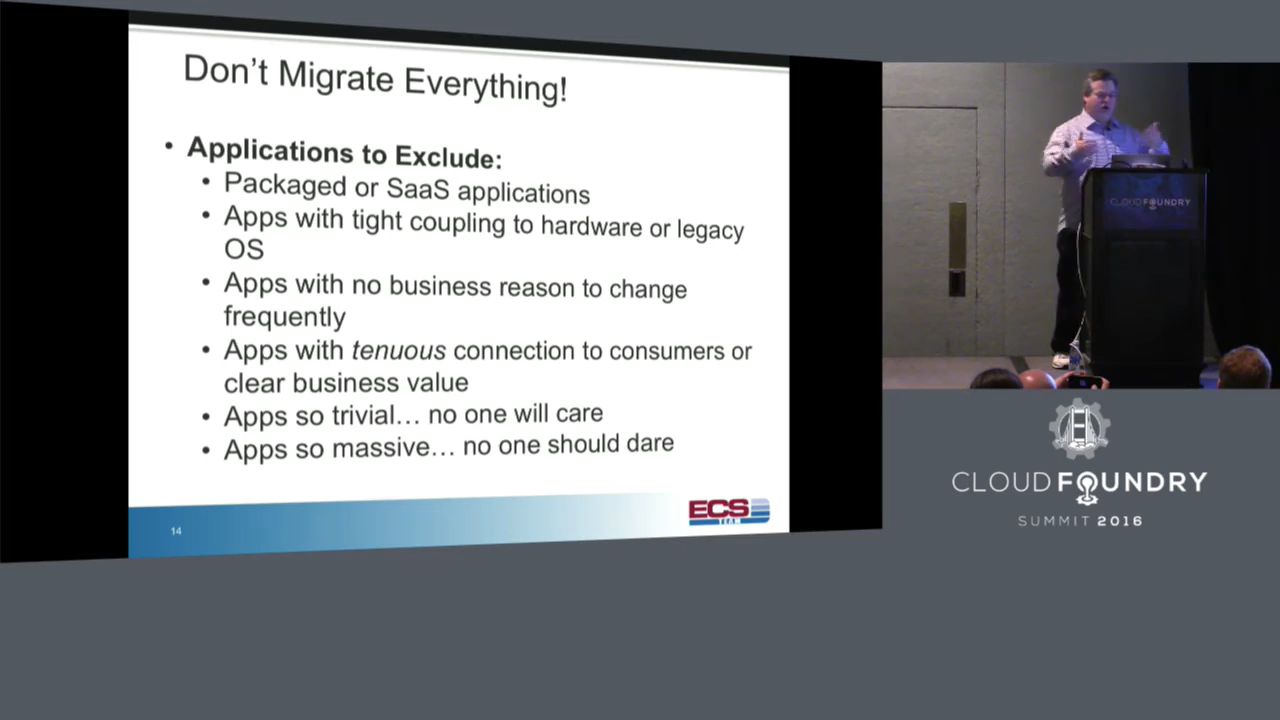 Don't Migrate Everything!
• Applications to Exclude:
• Packaged or SaaS applications
• Apps with tight coupling to hardware or legacy
OS
• Apps with no business reason to change
frequently
• Apps with tenuous connection to consumers or
clear business value
• Apps so trivial... no one will care
• Apps so massive... no one should dare
14
ECS
TEAM
CLOUD FOUNDRY
CLOUD FOUNDRY
SUMMIT 2016